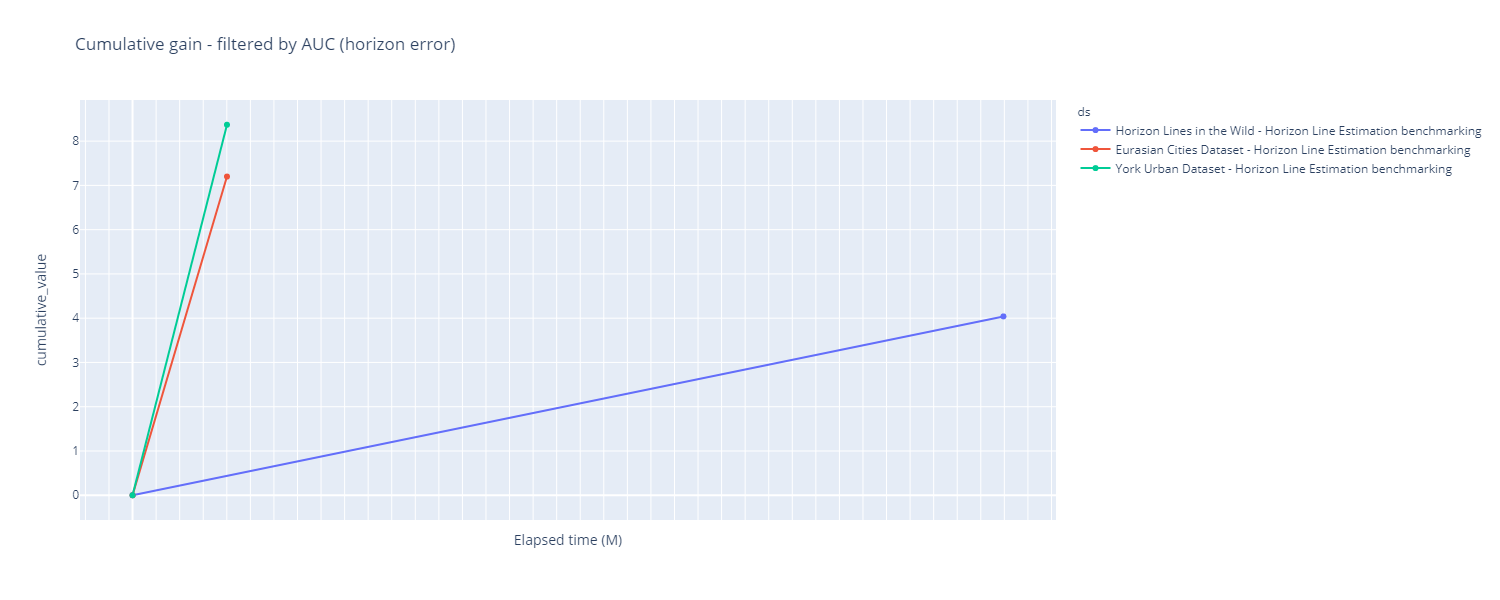 Cumulative gain - filtered by AUC (horizon error)
ds
Horizon Lines in the Wild - Horizon Line Estimation benchmarking
Eurasian Cities Dataset - Horizon Line Estimation benchmarking
York Urban Dataset - Horizon Line Estimation benchmarking
8
7
6
5
4
3
2
1
0
cumulative_value
Elapsed time (M)